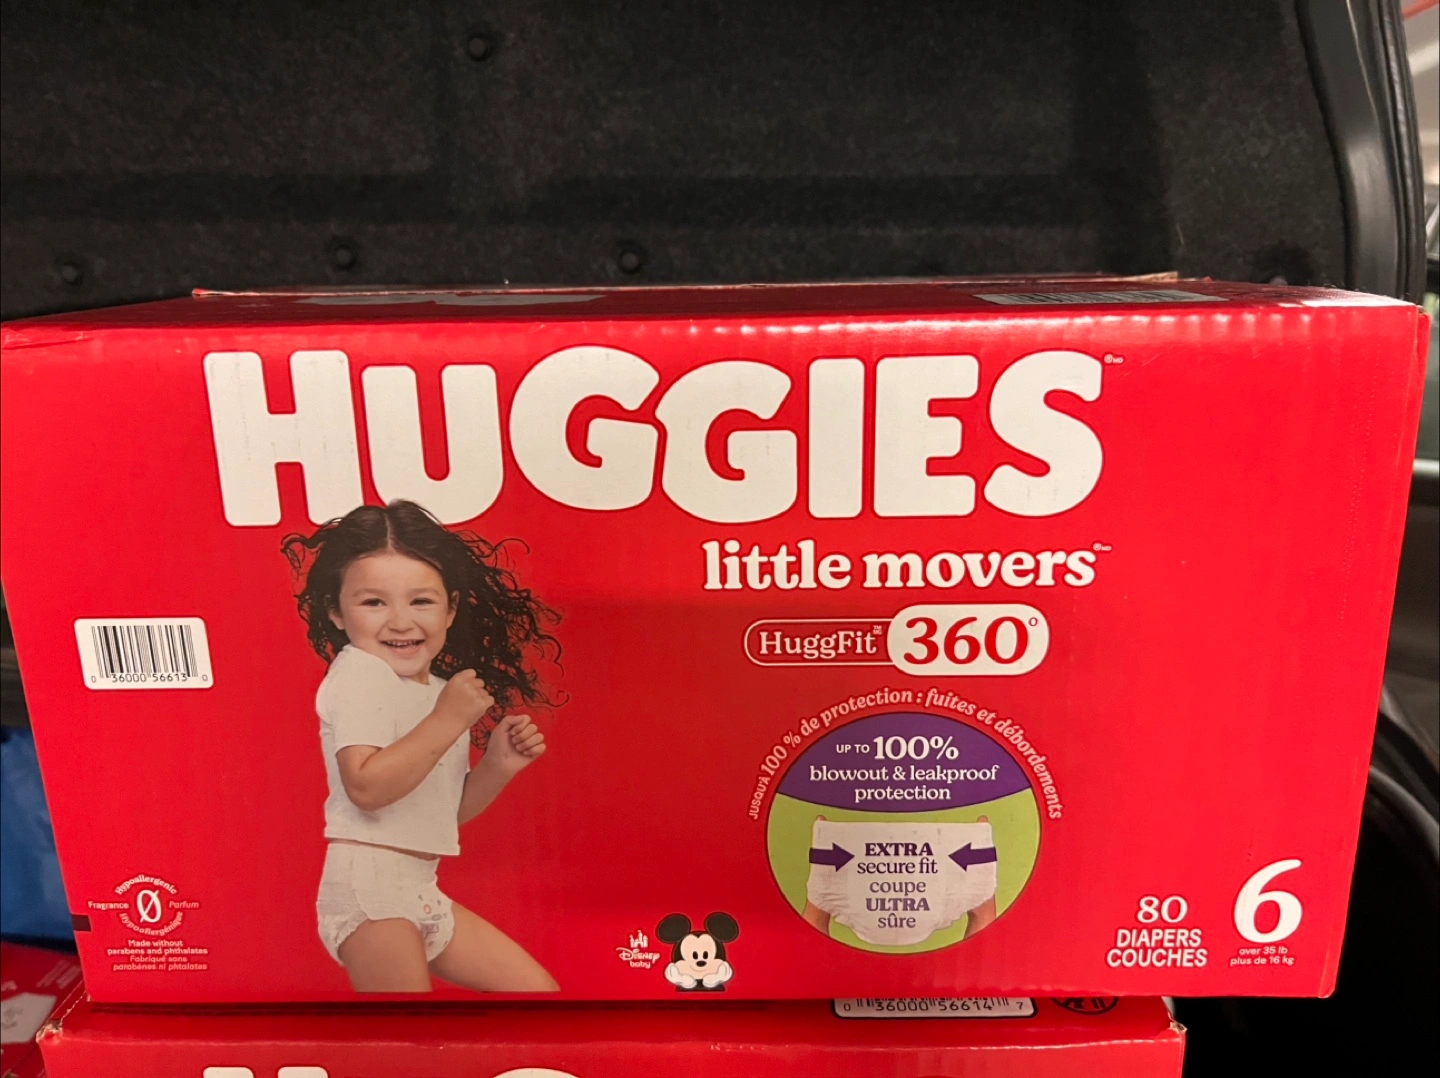 HUGGIES
little movers
HuggFit 360°
JUSQU'À 100 % de protection : fuites et débordements
UP TO 100%
blowout & leakproof
protection
EXTRA
secure fit
coupe
ULTRA
sûre
0 36000 56613 0
Hypoallergenic
Fragrance 0 Parfum
Hypoallergénique
Made without
parabens and phthalates
Fabriqué sans
parabènes ni phtalates
Disney
baby
80
DIAPERS
COUCHES
6
over 35 lb
plus de 16 kg
0 36000 56614 7